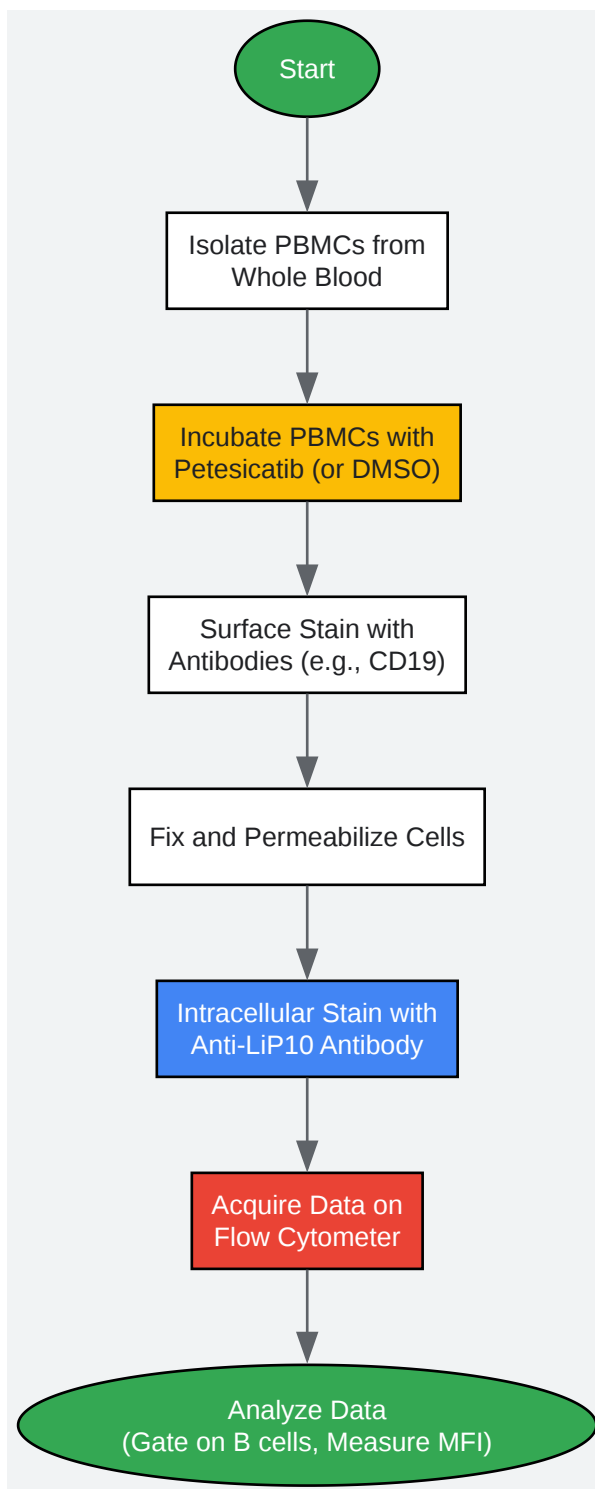 Start
Isolate PBMCs from
Whole Blood
Incubate PBMCs with
Petesicatib (or DMSO)
Surface Stain with
Antibodies (e.g., CD19)
Fix and Permeabilize Cells
Intracellular Stain with
Anti-LiP10 Antibody
Acquire Data on
Flow Cytometer
Analyze Data
(Gate on B cells, Measure MFI)